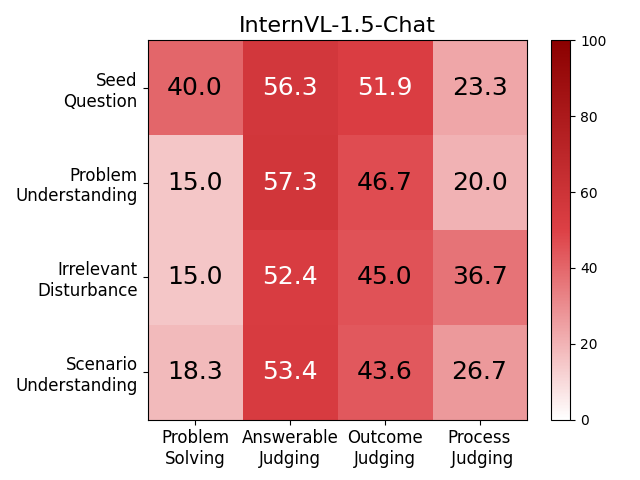 InternVL-1.5-Chat
Seed
Question
40.0 56.3 51.9 23.3
Problem
Understanding
15.0 57.3 46.7 20.0
Irrelevant
Disturbance
15.0 52.4 45.0 36.7
Scenario
Understanding
18.3 53.4 43.6 26.7
Problem
Solving
Answerable
Judging
Outcome
Judging
Process
Judging
100
80
60
40
20
0